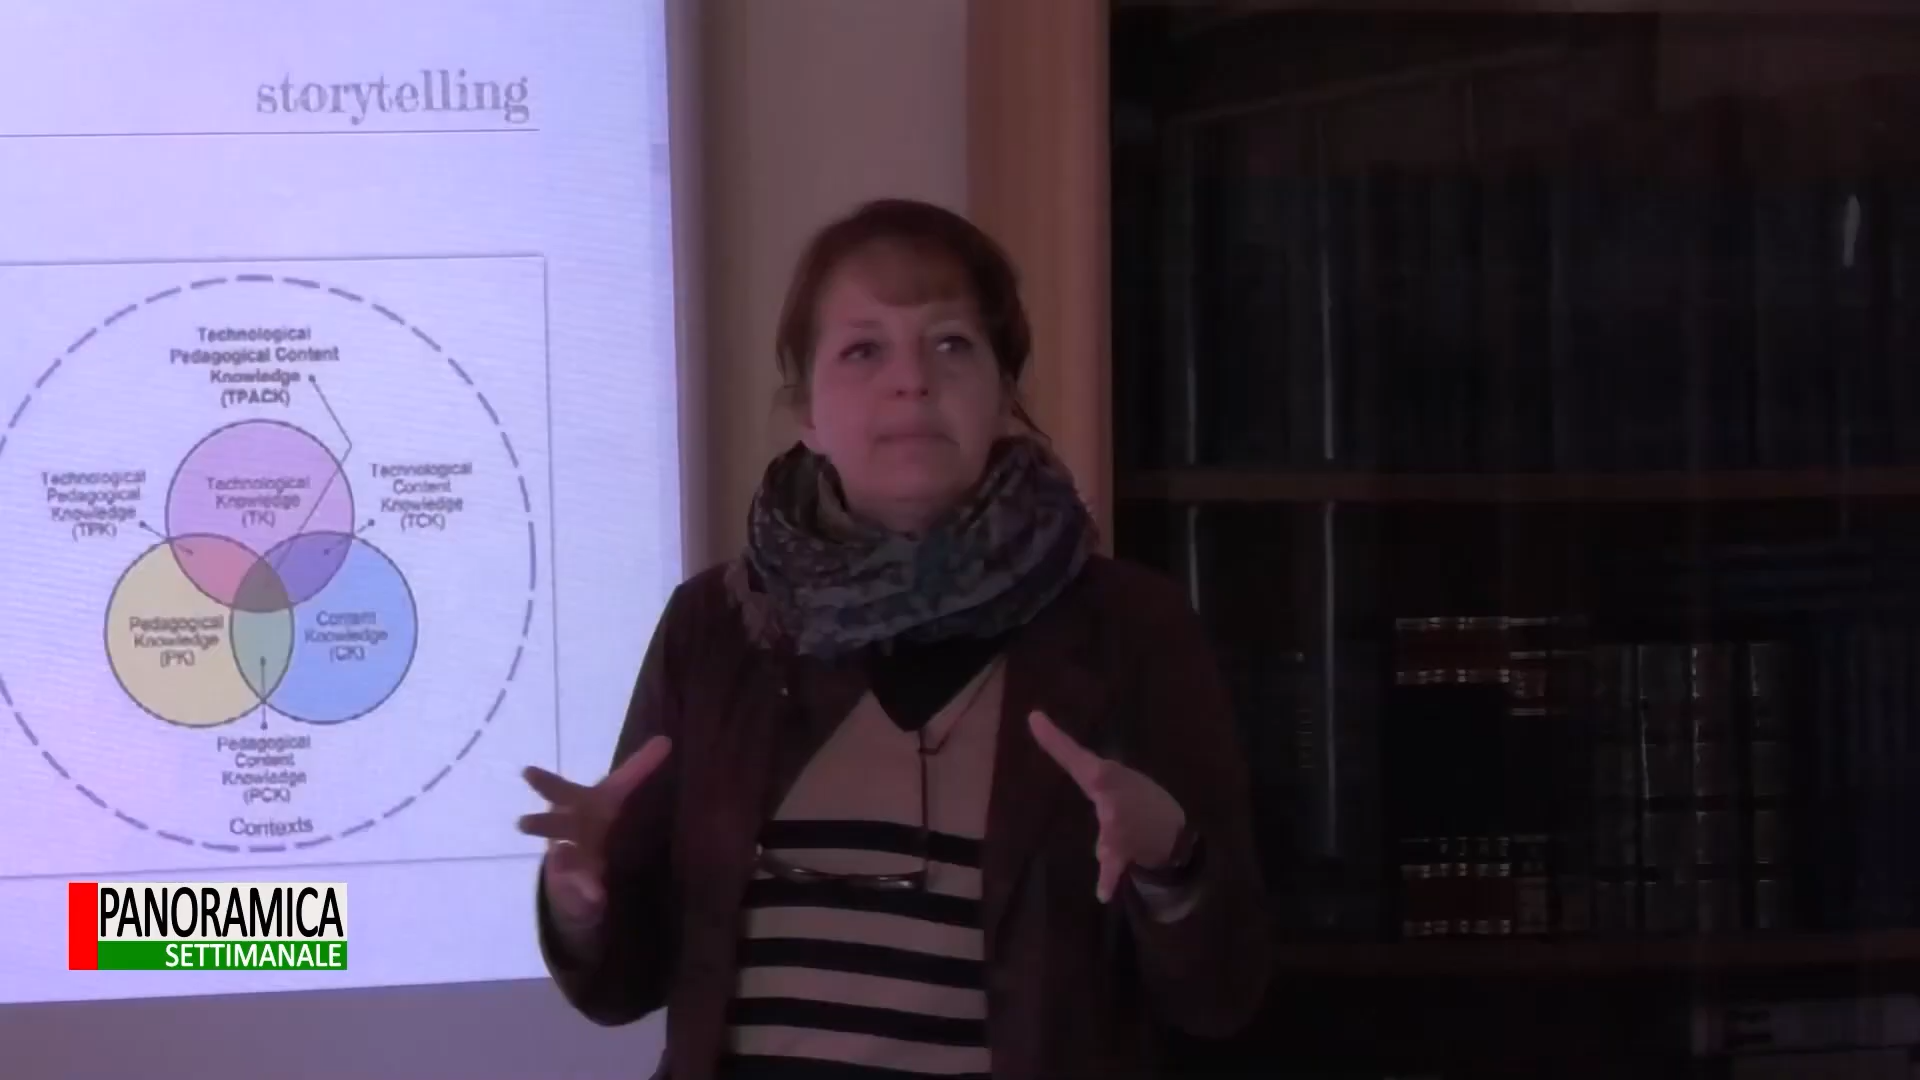 storytelling
Technological
Pedagogical Content
Knowledge
(TPACK)
Technological
Pedagogical
Knowledge
(TPK)
Technological
Knowledge
(TK)
Technological
Content
Knowledge
(TCK)
Pedagogical
Knowledge
(PK)
Content
Knowledge
(CK)
Pedagogical
Content
Knowledge
(PCK)
Contexts
PANORAMICA
SETTIMANALE